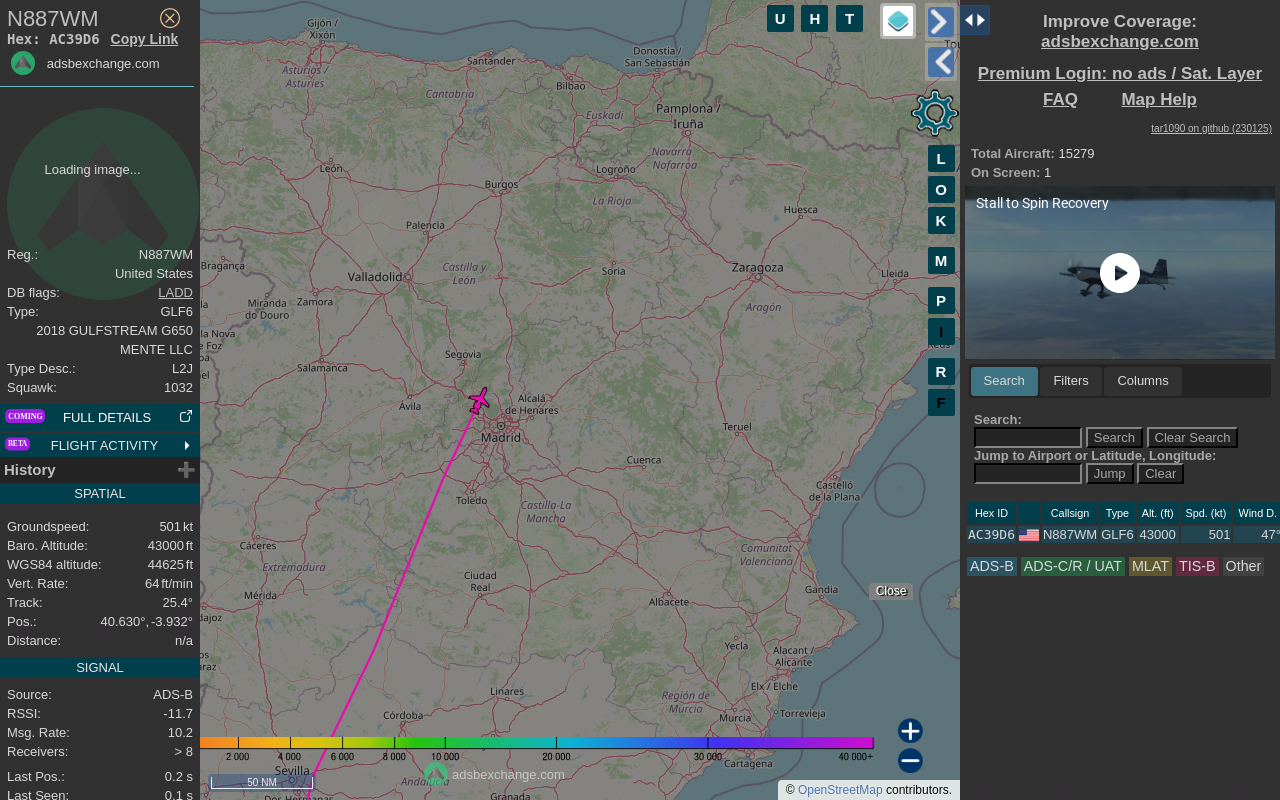 N887WM
Hex: AC39D6 Copy Link
adsbexchange.com
Loading image...
Reg.: N887WM
United States
DB flags: LADD
Type: GLF6
2018 GULFSTREAM G650
MENTE LLC
Type Desc.: L2J
Squawk: 1032
COMING FULL DETAILS
BETA FLIGHT ACTIVITY
History
SPATIAL
Groundspeed: 501 kt
Baro. Altitude: 43000 ft
WGS84 altitude: 44625 ft
Vert. Rate: 64 ft/min
Track: 25.4°
Pos.: 40.630°, -3.932°
Distance: n/a
SIGNAL
Source: ADS-B
RSSI: -11.7
Msg. Rate: 10.2
Receivers: > 8
Last Pos.: 0.2 s
Last Seen: 0.1 s
U H T
L
O
K
M
P
I
R
F
Gijón /
Xixón
Santander
Donostia /
San Sebastián
Asturias /
Asturies
Cantabria
Bilbao
Euskadi
Pamplona /
Iruña
Navarra
- Nafarroa
León
Burgos
Logroño
La Rioja
Huesca
Palencia
Bragança
Valladolid
Castilla y
León
Soria
Zaragoza
Lleida
Miranda
do Douro
Zamora
Aragón
la Nova
e Foz
Segovia
Salamanca
Ávila
Alcalá
de Henares
Madrid
Teruel
Cuenca
Toledo
Castilla-La
Mancha
Castelló
de la Plana
Cáceres
Extremadura
Comunitat
Valenciana
Ciudad
Real
Mérida
Albacete
Gandia
dajoz
Close
Yecla
Alacant /
Alicante
Elx / Elche
Linares
Región de
Murcia
Murcia
Torrevieja
Córdoba
Cartagena
Sevilla
Dos Hermanas
Andalucía
Granada
2 000 4 000 6 000 8 000 10 000 20 000 30 000 40 000+
50 NM
adsbexchange.com
© OpenStreetMap contributors.
Improve Coverage:
adsbexchange.com
Premium Login: no ads / Sat. Layer
FAQ Map Help
tar1090 on github (230125)
Total Aircraft: 15279
On Screen: 1
Stall to Spin Recovery
Search Filters Columns
Search:
Search Clear Search
Jump to Airport or Latitude, Longitude:
Jump Clear
Hex ID Callsign Type Alt. (ft) Spd. (kt) Wind D.
AC39D6 N887WM GLF6 43000 501 47°
ADS-B ADS-C/R / UAT MLAT TIS-B Other